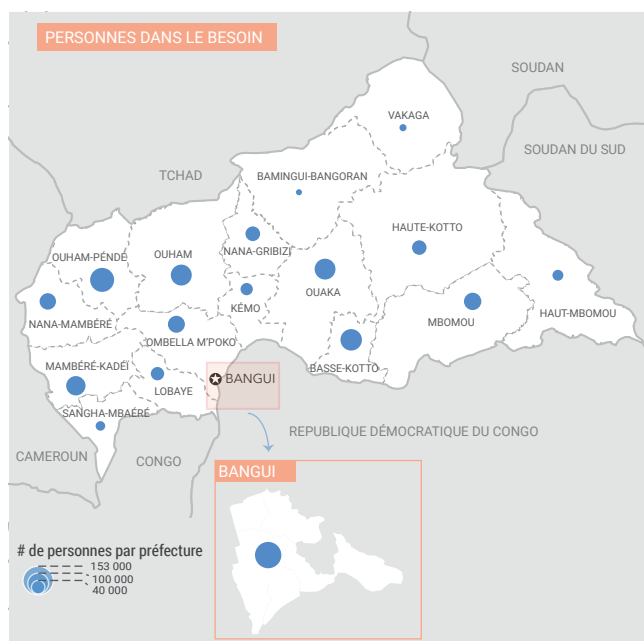 PERSONNES DANS LE BESOIN
SOUDAN
VAKAGA
SOUDAN DU SUD
TCHAD
BAMINGUI-BANGORAN
HAUTE-KOTTO
OUHAM-PENDÉ
OUHAM
NANA-GRIBIZI
OUAKA
KÉMO
HAUT-MBOMOU
NANA-MAMBÉRÉ
MBOMOU
OMBELLA M'POKO
MAMBÉRÉ-KADÉÏ
BASSE-KOTTO
BANGUI
LOBAYE
SANGHA-MBAÉRÉ
REPUBLIQUE DÉMOCRATIQUE DU CONGO
CAMEROUN
CONGO
BANGUI
# de personnes par préfecture
153 000
100 000
40 000